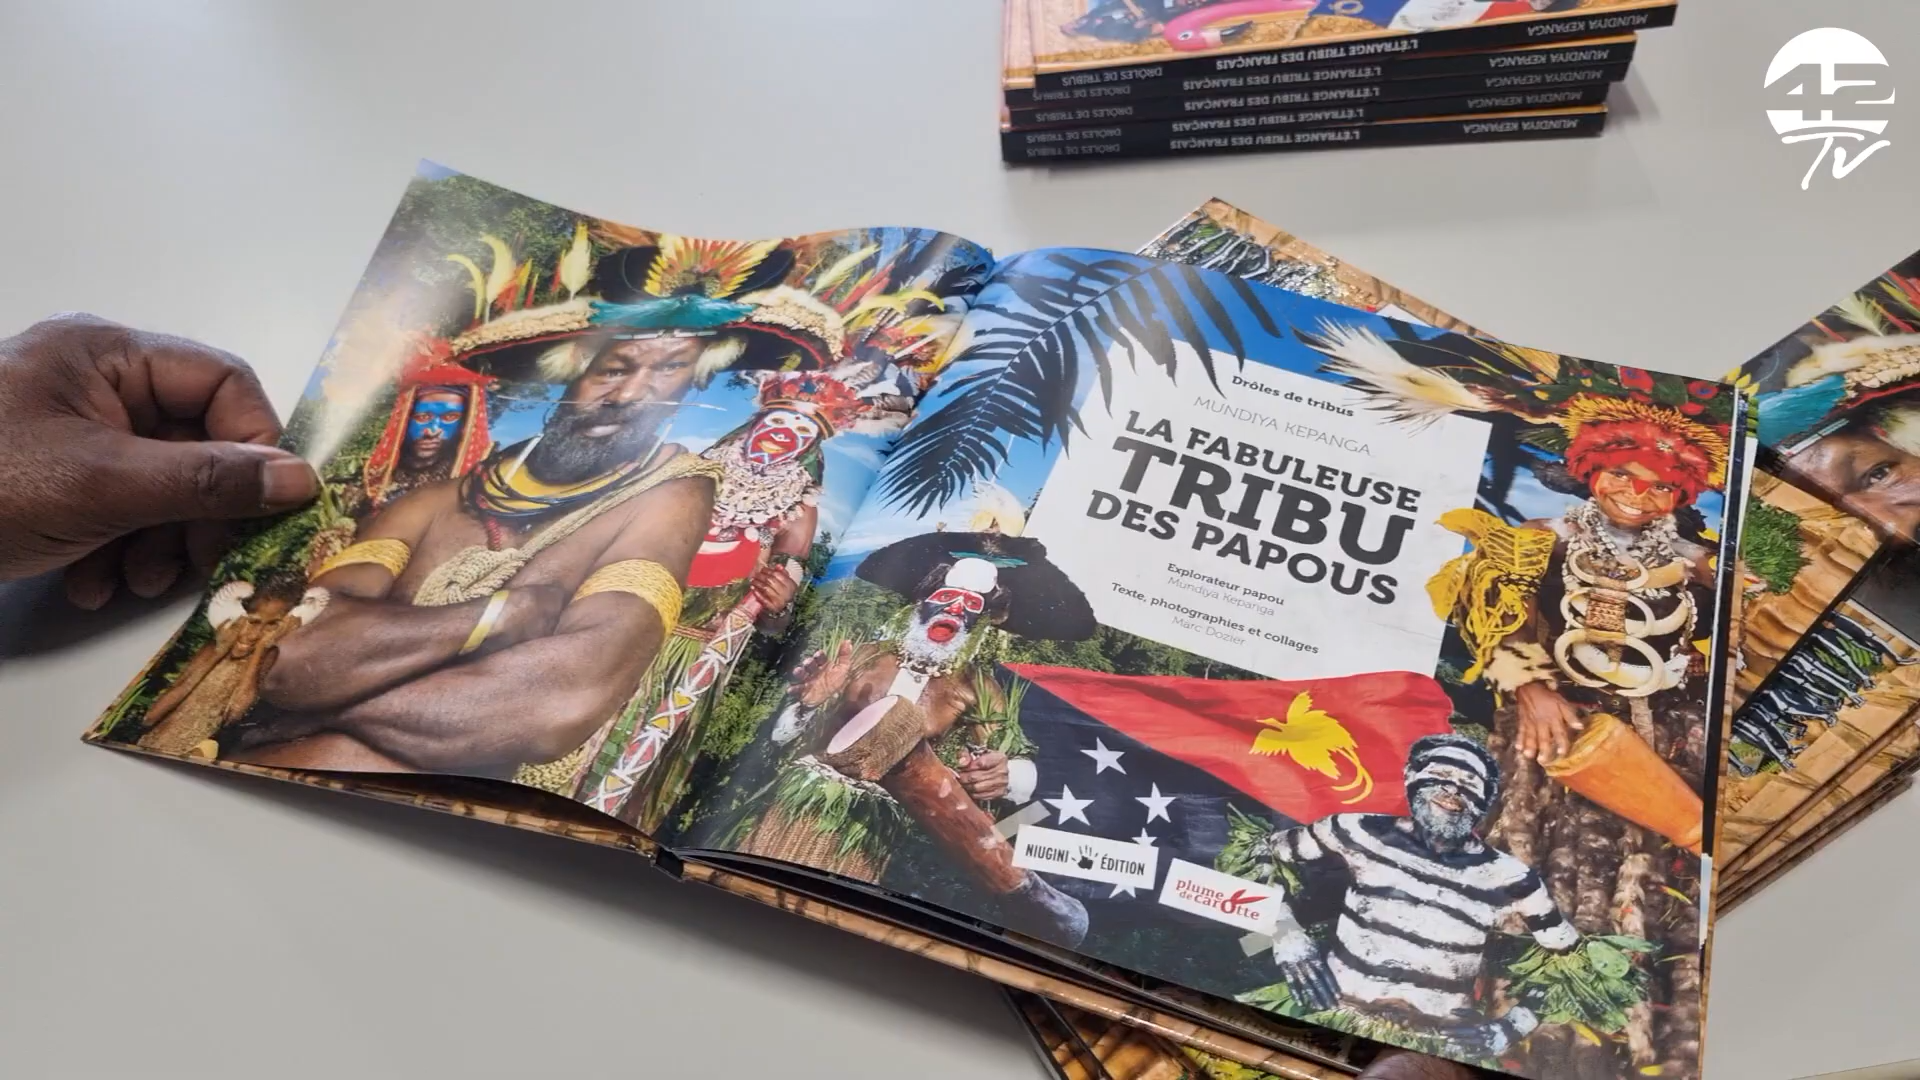 42
TV
MUNDIYA KEPANGA L'ÉTRANGE TRIBU DES FRANÇAIS DRÔLES DE TRIBUS
MUNDIYA KEPANGA L'ÉTRANGE TRIBU DES FRANÇAIS DRÔLES DE TRIBUS
MUNDIYA KEPANGA L'ÉTRANGE TRIBU DES FRANÇAIS DRÔLES DE TRIBUS
MUNDIYA KEPANGA L'ÉTRANGE TRIBU DES FRANÇAIS DRÔLES DE TRIBUS
Drôles de tribus
MUNDIYA KEPANGA
LA FABULEUSE
TRIBU
DES PAPOUS
Explorateur papou
Mundiya Kepanga
Texte, photographies et collages
Marc Dozier
NIUGINI ÉDITION
plume
de carotte